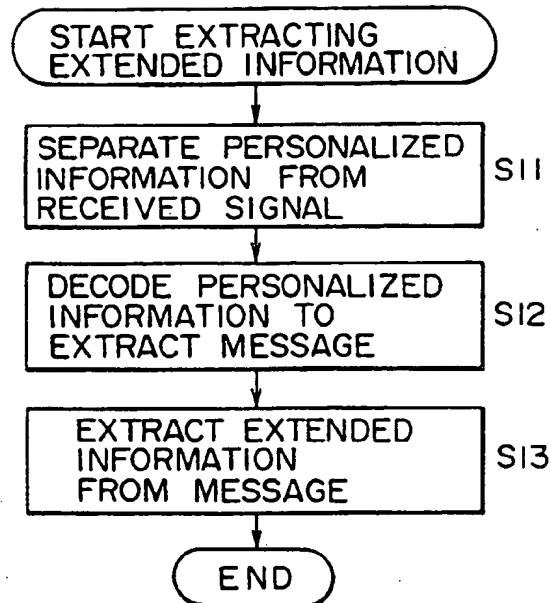 START EXTRACTING
EXTENDED INFORMATION
SEPARATE PERSONALIZED
INFORMATION FROM
RECEIVED SIGNAL
S11
DECODE PERSONALIZED
INFORMATION TO
EXTRACT MESSAGE
S12
EXTRACT EXTENDED
INFORMATION
FROM MESSAGE
S13
END